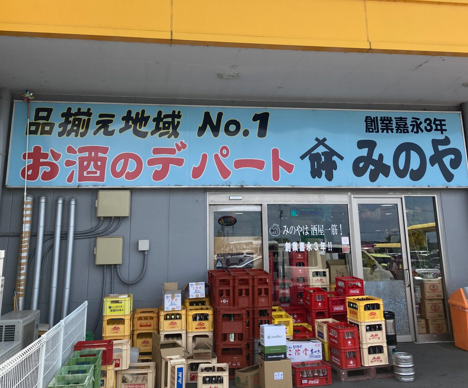 品揃え地域 No.1
創業嘉永3年
お酒のデパート みのや
みのやは酒屋一筋!
創業嘉永3年!!